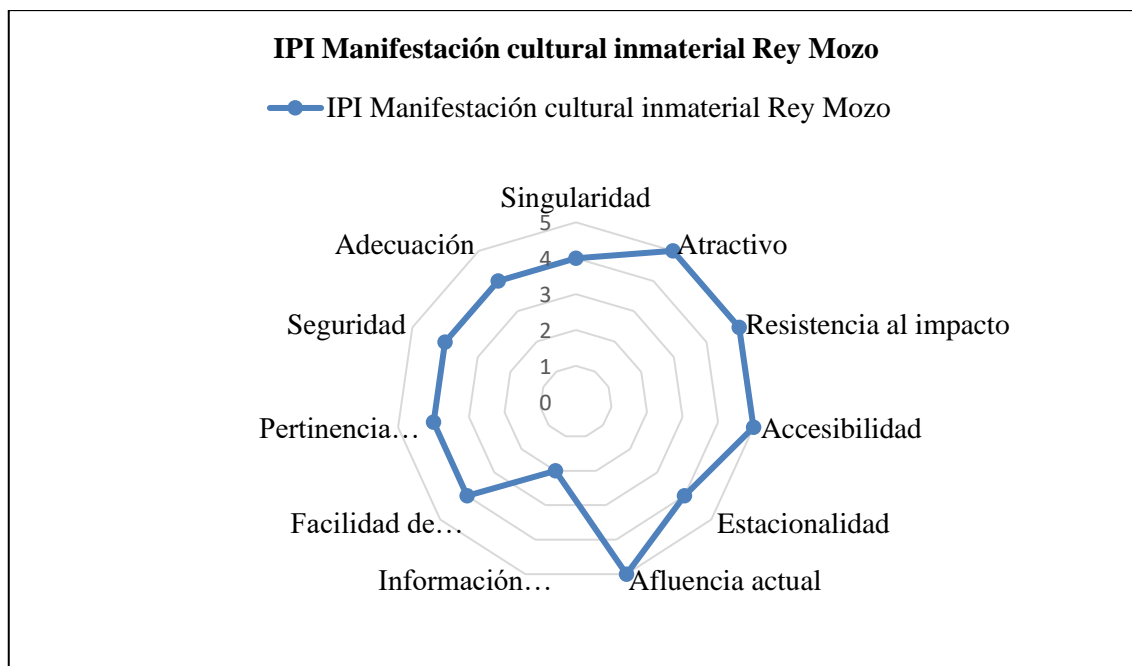 IPI Manifestación cultural inmaterial Rey Mozo
IPI Manifestación cultural inmaterial Rey Mozo
Singularidad
5
Adecuación
Atractivo
4
3
Seguridad
Resistencia al impacto
2
1
0
Pertinencia…
Accesibilidad
Facilidad de…
Estacionalidad
Información…
Afluencia actual